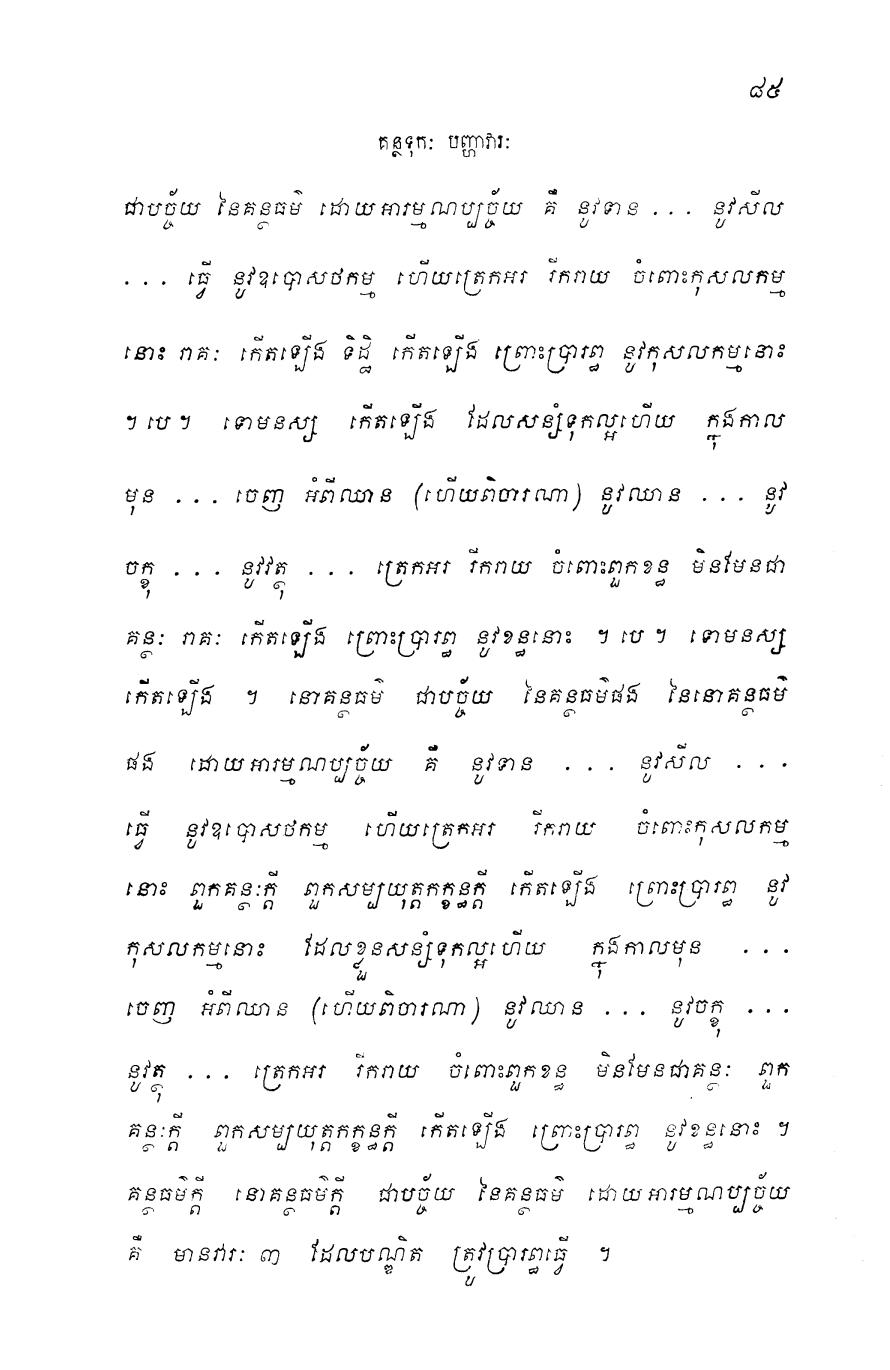 ៨៥
គន្ថទុកៈ បញ្ហាវារៈ
ជាបច្ច័យ នៃគន្ថធម៌ ដោយអារម្មណប្បច្ច័យ គឺ នូវទាន ... នូវសីល
... ធ្វើ នូវឧបោសថកម្ម ហើយត្រេកអរ រីករាយ ចំពោះកុសលកម្ម
នោះ រាគៈ កើតឡើង ទិដ្ឋិ កើតឡើង ព្រោះប្រារព្ធ នូវកុសលកម្មនោះ
។ បេ ។ ទោមនស្ស កើតឡើង ដែលសន្សំទុកល្អហើយ ក្នុងកាល
មុន ... ចេញ អំពីឈាន (ហើយពិចារណា) នូវឈាន ... នូវ
ចក្ខុ ... នូវវត្ថុ ... ត្រេកអរ រីករាយ ចំពោះពួកខន្ធ មិនមែនជា
គន្ថៈ រាគៈ កើតឡើង ព្រោះប្រារព្ធ នូវខន្ធនោះ ។ បេ ។ ទោមនស្ស
កើតឡើង ។ នោគន្ថធម៌ ជាបច្ច័យ នៃគន្ថធម៌ផង នៃនោគន្ថធម៌
ផង ដោយអារម្មណប្បច្ច័យ គឺ នូវទាន ... នូវសីល ...
ធ្វើ នូវឧបោសថកម្ម ហើយត្រេកអរ រីករាយ ចំពោះកុសលកម្ម
នោះ ពួកគន្ថៈក្តី ពួកសម្បយុត្តកក្ខន្ធក្តី កើតឡើង ព្រោះប្រារព្ធ នូវ
កុសលកម្មនោះ ដែលខ្លួនសន្សំទុកល្អហើយ ក្នុងកាលមុន ...
ចេញ អំពីឈាន (ហើយពិចារណា) នូវឈាន ... នូវចក្ខុ ...
នូវវត្ថុ ... ត្រេកអរ រីករាយ ចំពោះពួកខន្ធ មិនមែនជាគន្ថៈ ពួក
គន្ថៈក្តី ពួកសម្បយុត្តកក្ខន្ធក្តី កើតឡើង ព្រោះប្រារព្ធ នូវខន្ធនោះ ។
គន្ថធម៌ក្តី នោគន្ថធម៌ក្តី ជាបច្ច័យ នៃគន្ថធម៌ ដោយអារម្មណប្បច្ច័យ
គឺ មានវារៈ ៣ ដែលបណ្ឌិត ត្រូវប្រារព្ធធ្វើ ។